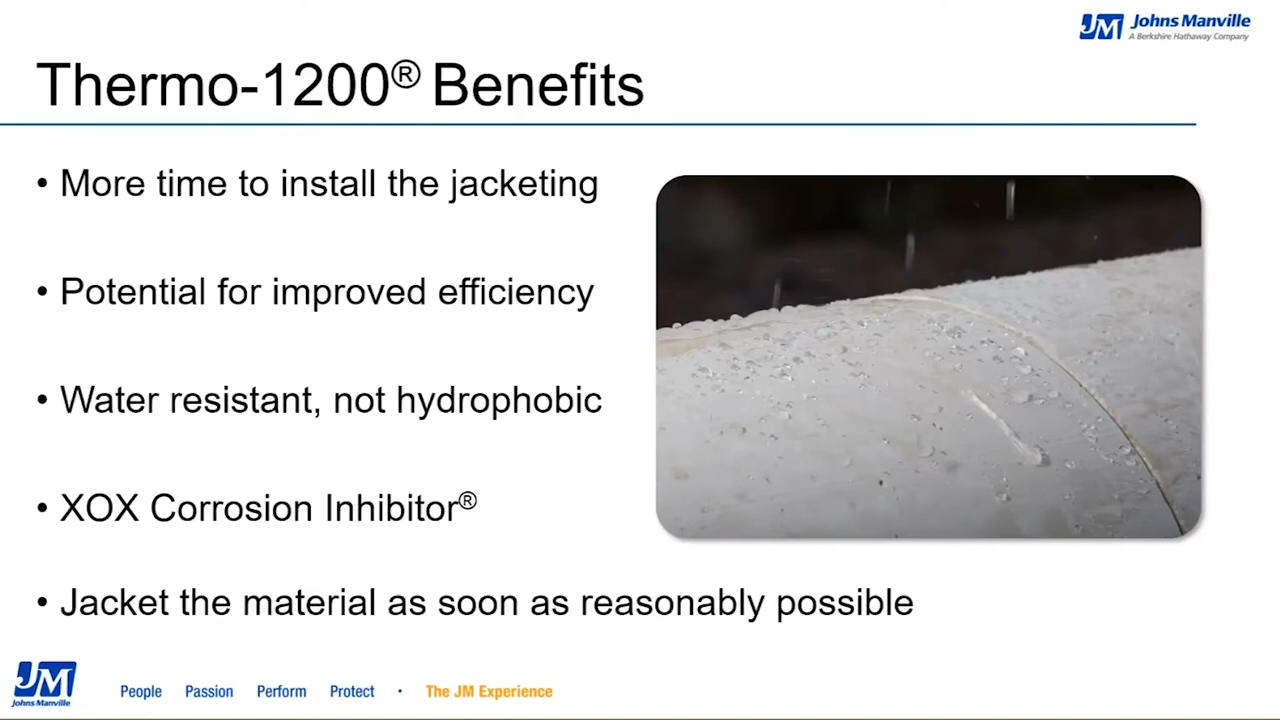 JM Johns Manville
A Berkshire Hathaway Company
Thermo-1200® Benefits
• More time to install the jacketing
• Potential for improved efficiency
• Water resistant, not hydrophobic
• XOX Corrosion Inhibitor®
• Jacket the material as soon as reasonably possible
JM
Johns Manville
People Passion Perform Protect • The JM Experience